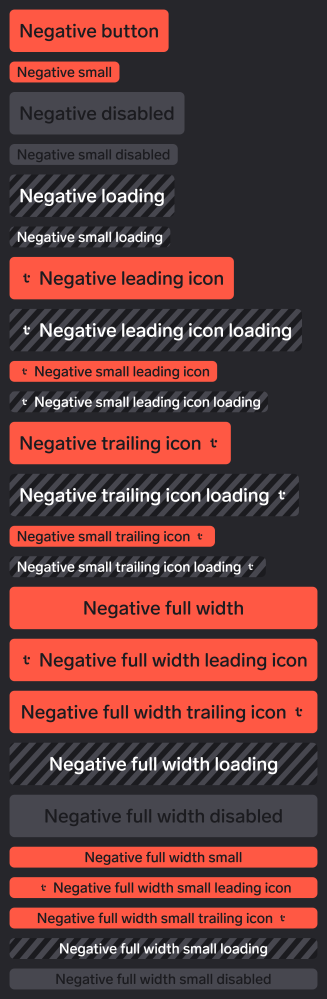 Negative button
Negative small
Negative disabled
Negative small disabled
Negative loading
Negative small loading
Negative leading icon
Negative leading icon loading
Negative small leading icon
Negative small leading icon loading
Negative trailing icon
Negative trailing icon loading
Negative small trailing icon
Negative small trailing icon loading
Negative full width
Negative full width leading icon
Negative full width trailing icon
Negative full width loading
Negative full width disabled
Negative full width small
Negative full width small leading icon
Negative full width small trailing icon
Negative full width small loading
Negative full width small disabled